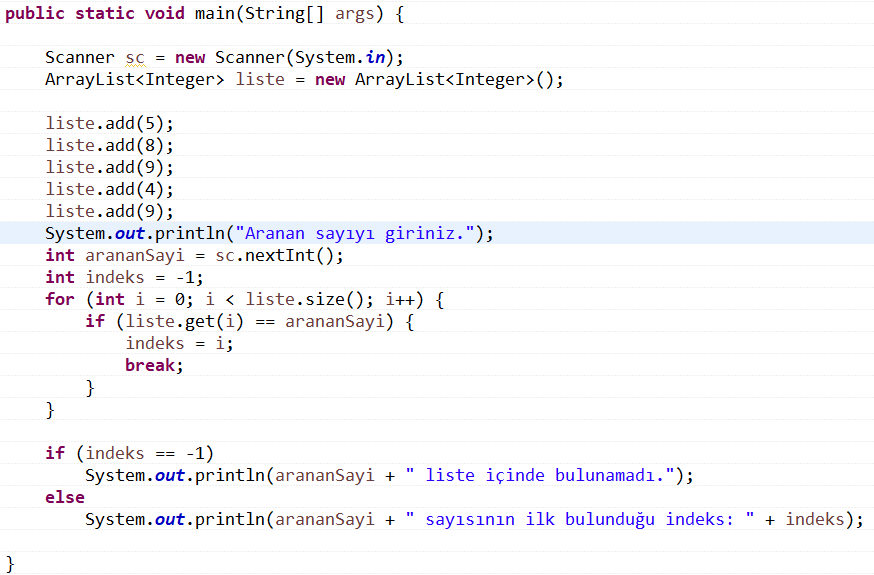 public static void main(String[] args) {
Scanner sc = new Scanner(System.in);
ArrayList<Integer> liste = new ArrayList<Integer>();
liste.add(5);
liste.add(8);
liste.add(9);
liste.add(4);
liste.add(9);
System.out.println("Aranan sayıyı giriniz.");
int arananSayi = sc.nextInt();
int indeks = -1;
for (int i = 0; i < liste.size(); i++) {
if (liste.get(i) == arananSayi) {
indeks = i;
break;
}
}
if (indeks == -1)
System.out.println(arananSayi + " liste içinde bulunamadı.");
else
System.out.println(arananSayi + " sayısının ilk bulunduğu indeks: " + indeks);
}